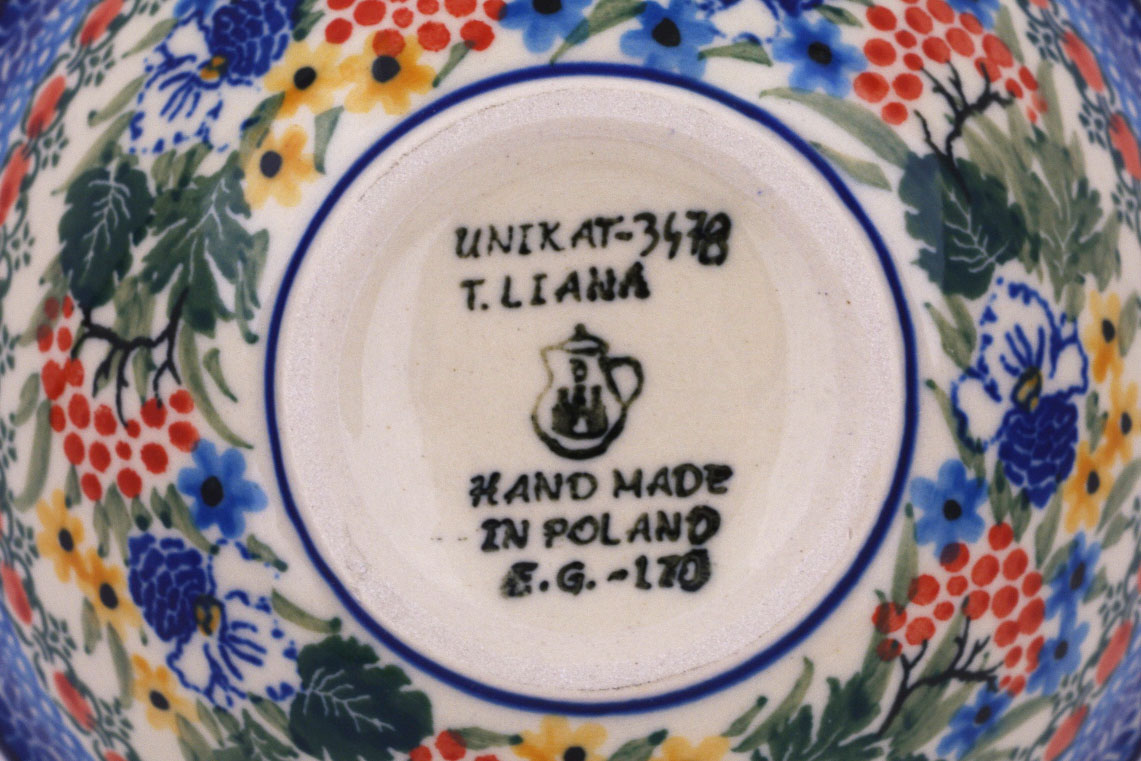 UNIKAT-3478
T. LIANA
HAND MADE
IN POLAND
E.G.-170